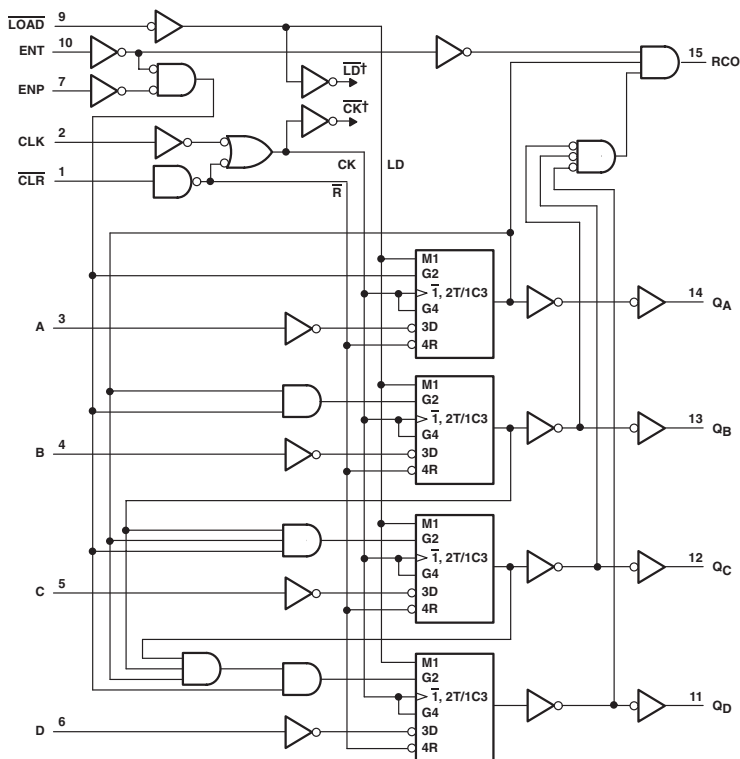 LOAD 9
ENT 10
ENP 7
CLK 2
CLR 1
LD†
CK†
CK LD
R
15 RCO
M1
G2
1, 2T/1C3
G4
3D
4R
A 3
14 QA
M1
G2
1, 2T/1C3
G4
3D
4R
B 4
13 QB
M1
G2
1, 2T/1C3
G4
3D
4R
C 5
12 QC
M1
G2
1, 2T/1C3
G4
3D
4R
D 6
11 QD